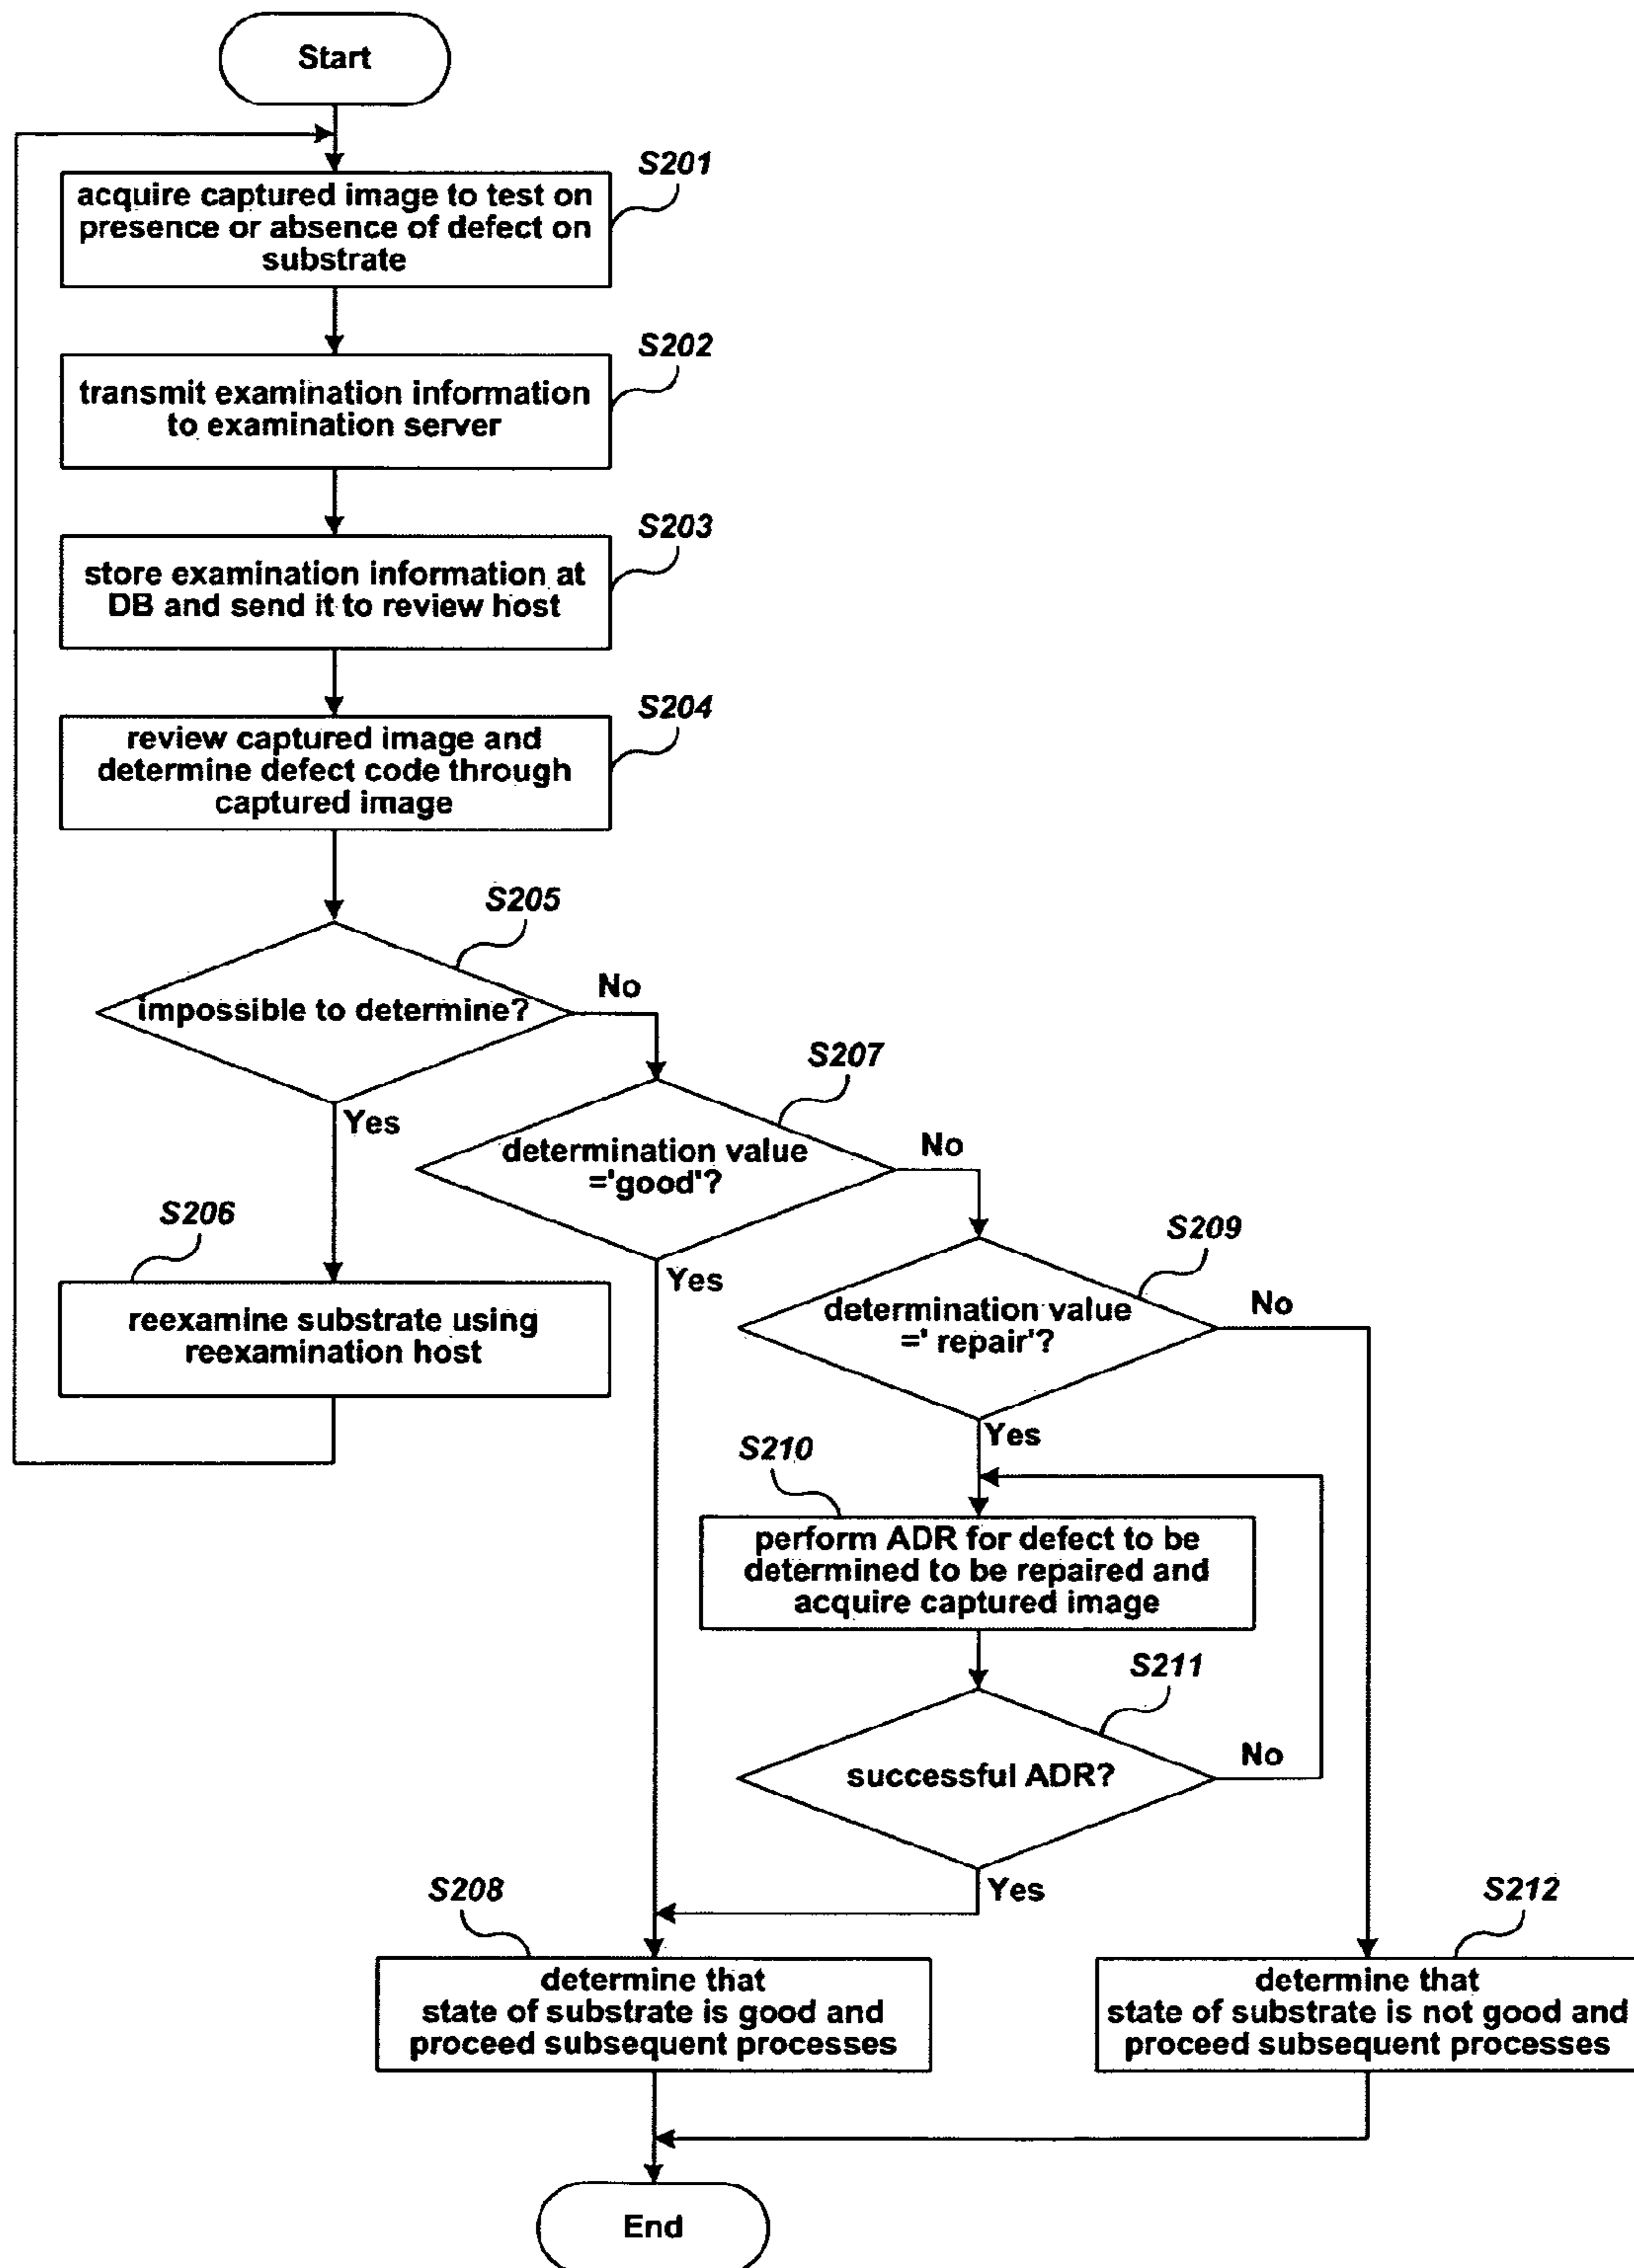 Start
S201
acquire captured image to test on
presence or absence of defect on
substrate
S202
transmit examination information
to examination server
S203
store examination information at
DB and send it to review host
S204
review captured image and
determine defect code through
captured image
S205
impossible to determine?
No
Yes
S207
determination value
='good'?
No
Yes
S206
reexamine substrate using
reexamination host
S209
determination value
=' repair'?
No
Yes
S210
perform ADR for defect to be
determined to be repaired and
acquire captured image
S211
successful ADR?
No
Yes
S208
determine that
state of substrate is good and
proceed subsequent processes
S212
determine that
state of substrate is not good and
proceed subsequent processes
End